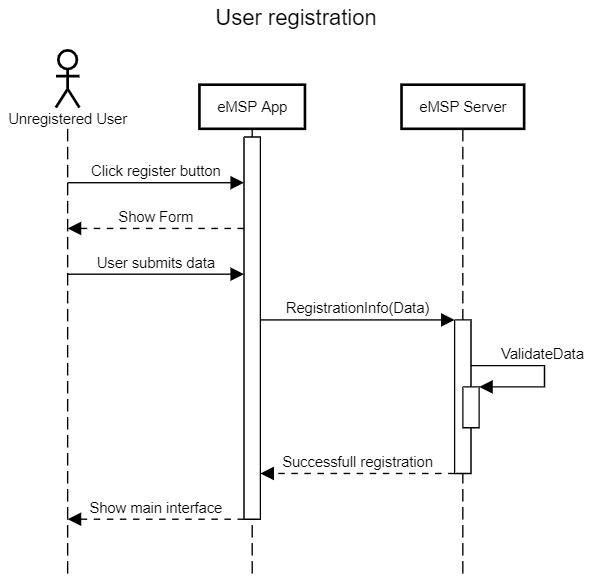 User registration
Unregistered User
eMSP App
eMSP Server
Click register button
Show Form
User submits data
RegistrationInfo(Data)
ValidateData
Successfull registration
Show main interface